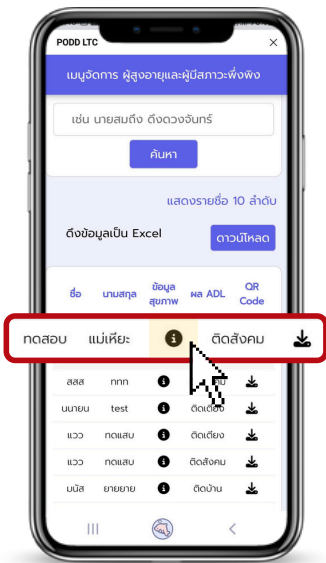 PODD LTC
×
เมนูจัดการ ผู้สูงอายุและผู้มีสภาวะพึ่งพิง
เช่น นายสมถึง ดึงดวงจันทร์
ค้นหา
แสดงรายชื่อ 10 ลำดับ
ดึงข้อมูลเป็น Excel ดาวน์โหลด
ชื่อ นามสกุล ข้อมูลสุขภาพ ผล ADL QR Code
ทดสอบ แม่เหียะ ติดสังคม
สสส ททท คม
นนายน test ติดเตียง
แวว ทดแสบ ติดเตียง
แวว ทดแสบ ติดสังคม
มนัส ยายยาย ติดบ้าน